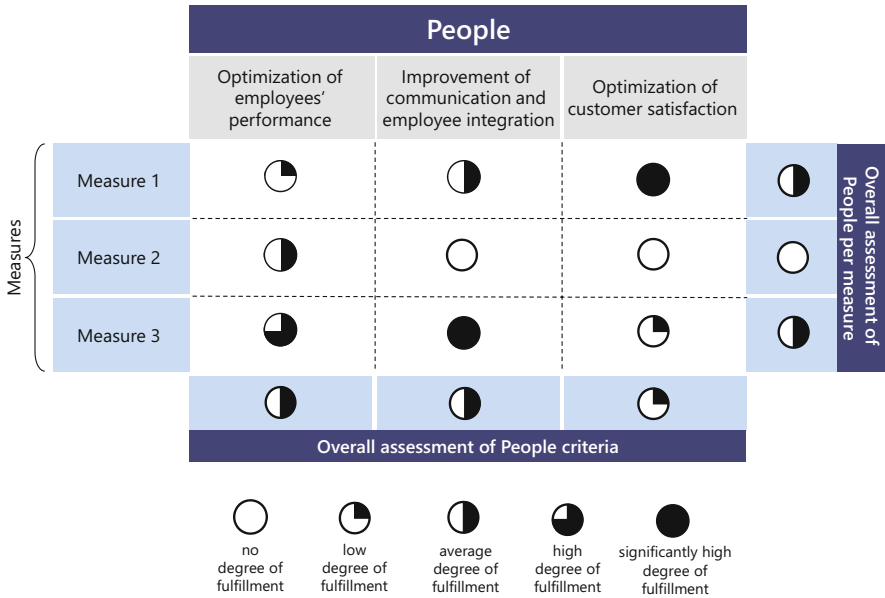 People
Optimization of
employees‘
performance
Improvement of
communication and
employee integration
Optimization of
customer satisfaction
Measures
Measure 1
Measure 2
Measure 3
Overall assessment of
People per measure
Overall assessment of People criteria
no
degree of
fulfillment
low
degree of
fulfillment
average
degree of
fulfillment
high
degree of
fulfillment
significantly high
degree of
fulfillment